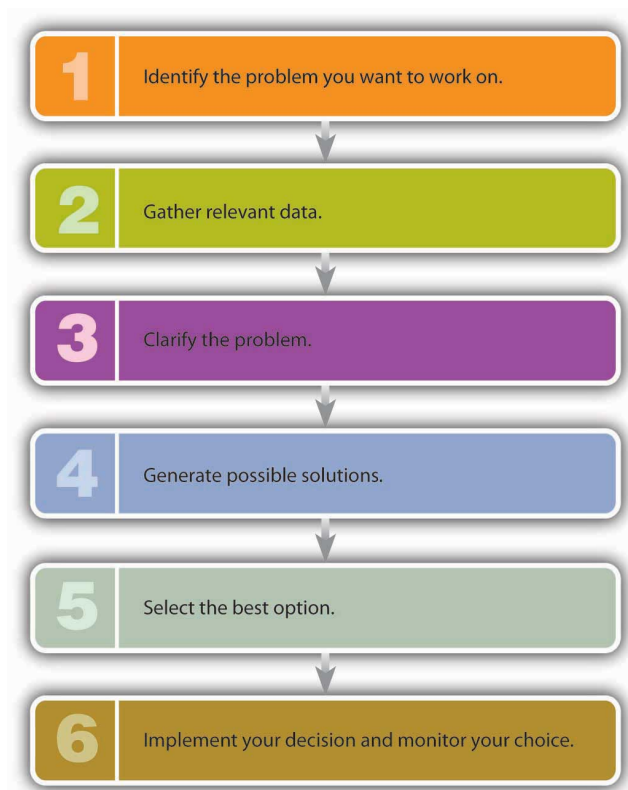 1 Identify the problem you want to work on.
2 Gather relevant data.
3 Clarify the problem.
4 Generate possible solutions.
5 Select the best option.
6 Implement your decision and monitor your choice.